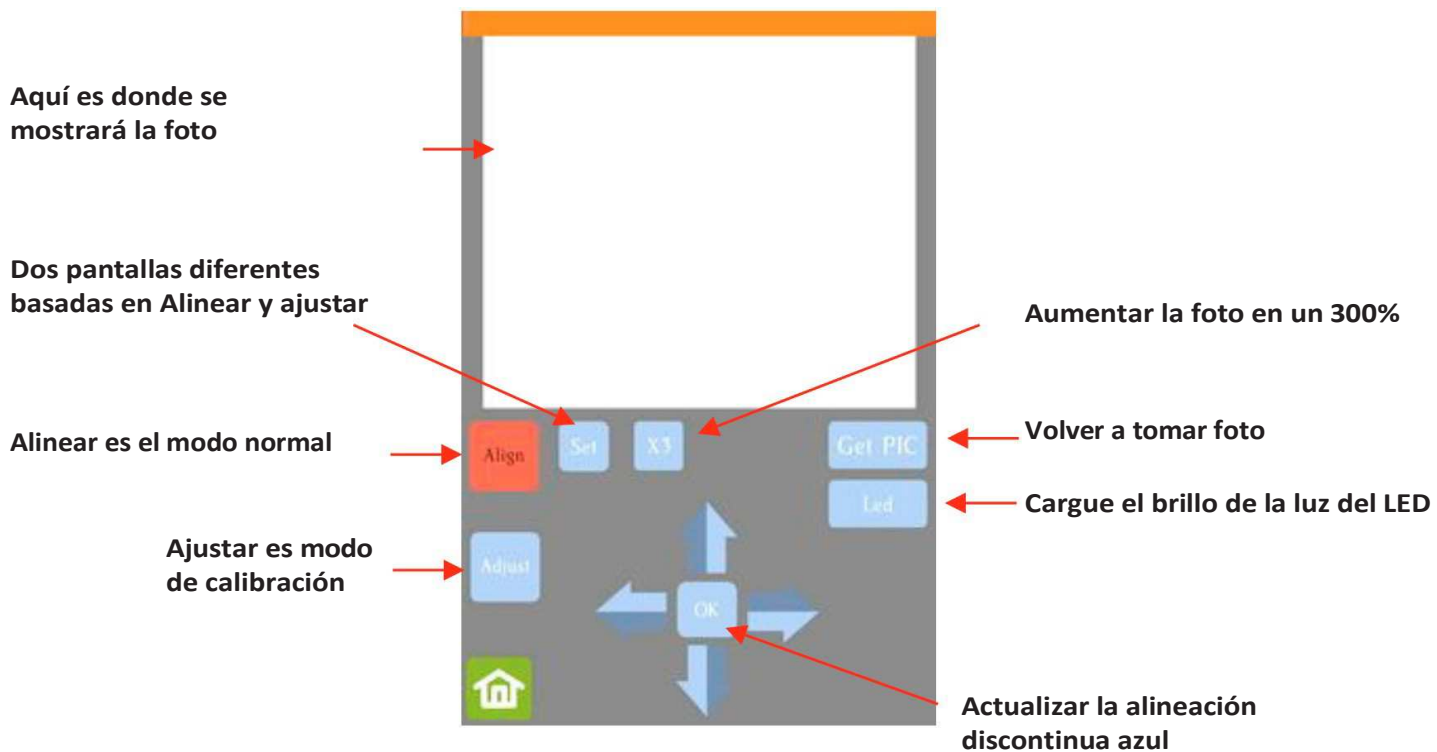 Aquí es donde se
mostrará la foto
Dos pantallas diferentes
basadas en Alinear y ajustar
Aumentar la foto en un 300%
Alinear es el modo normal
Align
Set
X3
Get PIC
Volver a tomar foto
Led
Cargue el brillo de la luz del LED
Ajustar es modo
de calibración
Adjust
OK
Actualizar la alineación
discontinua azul